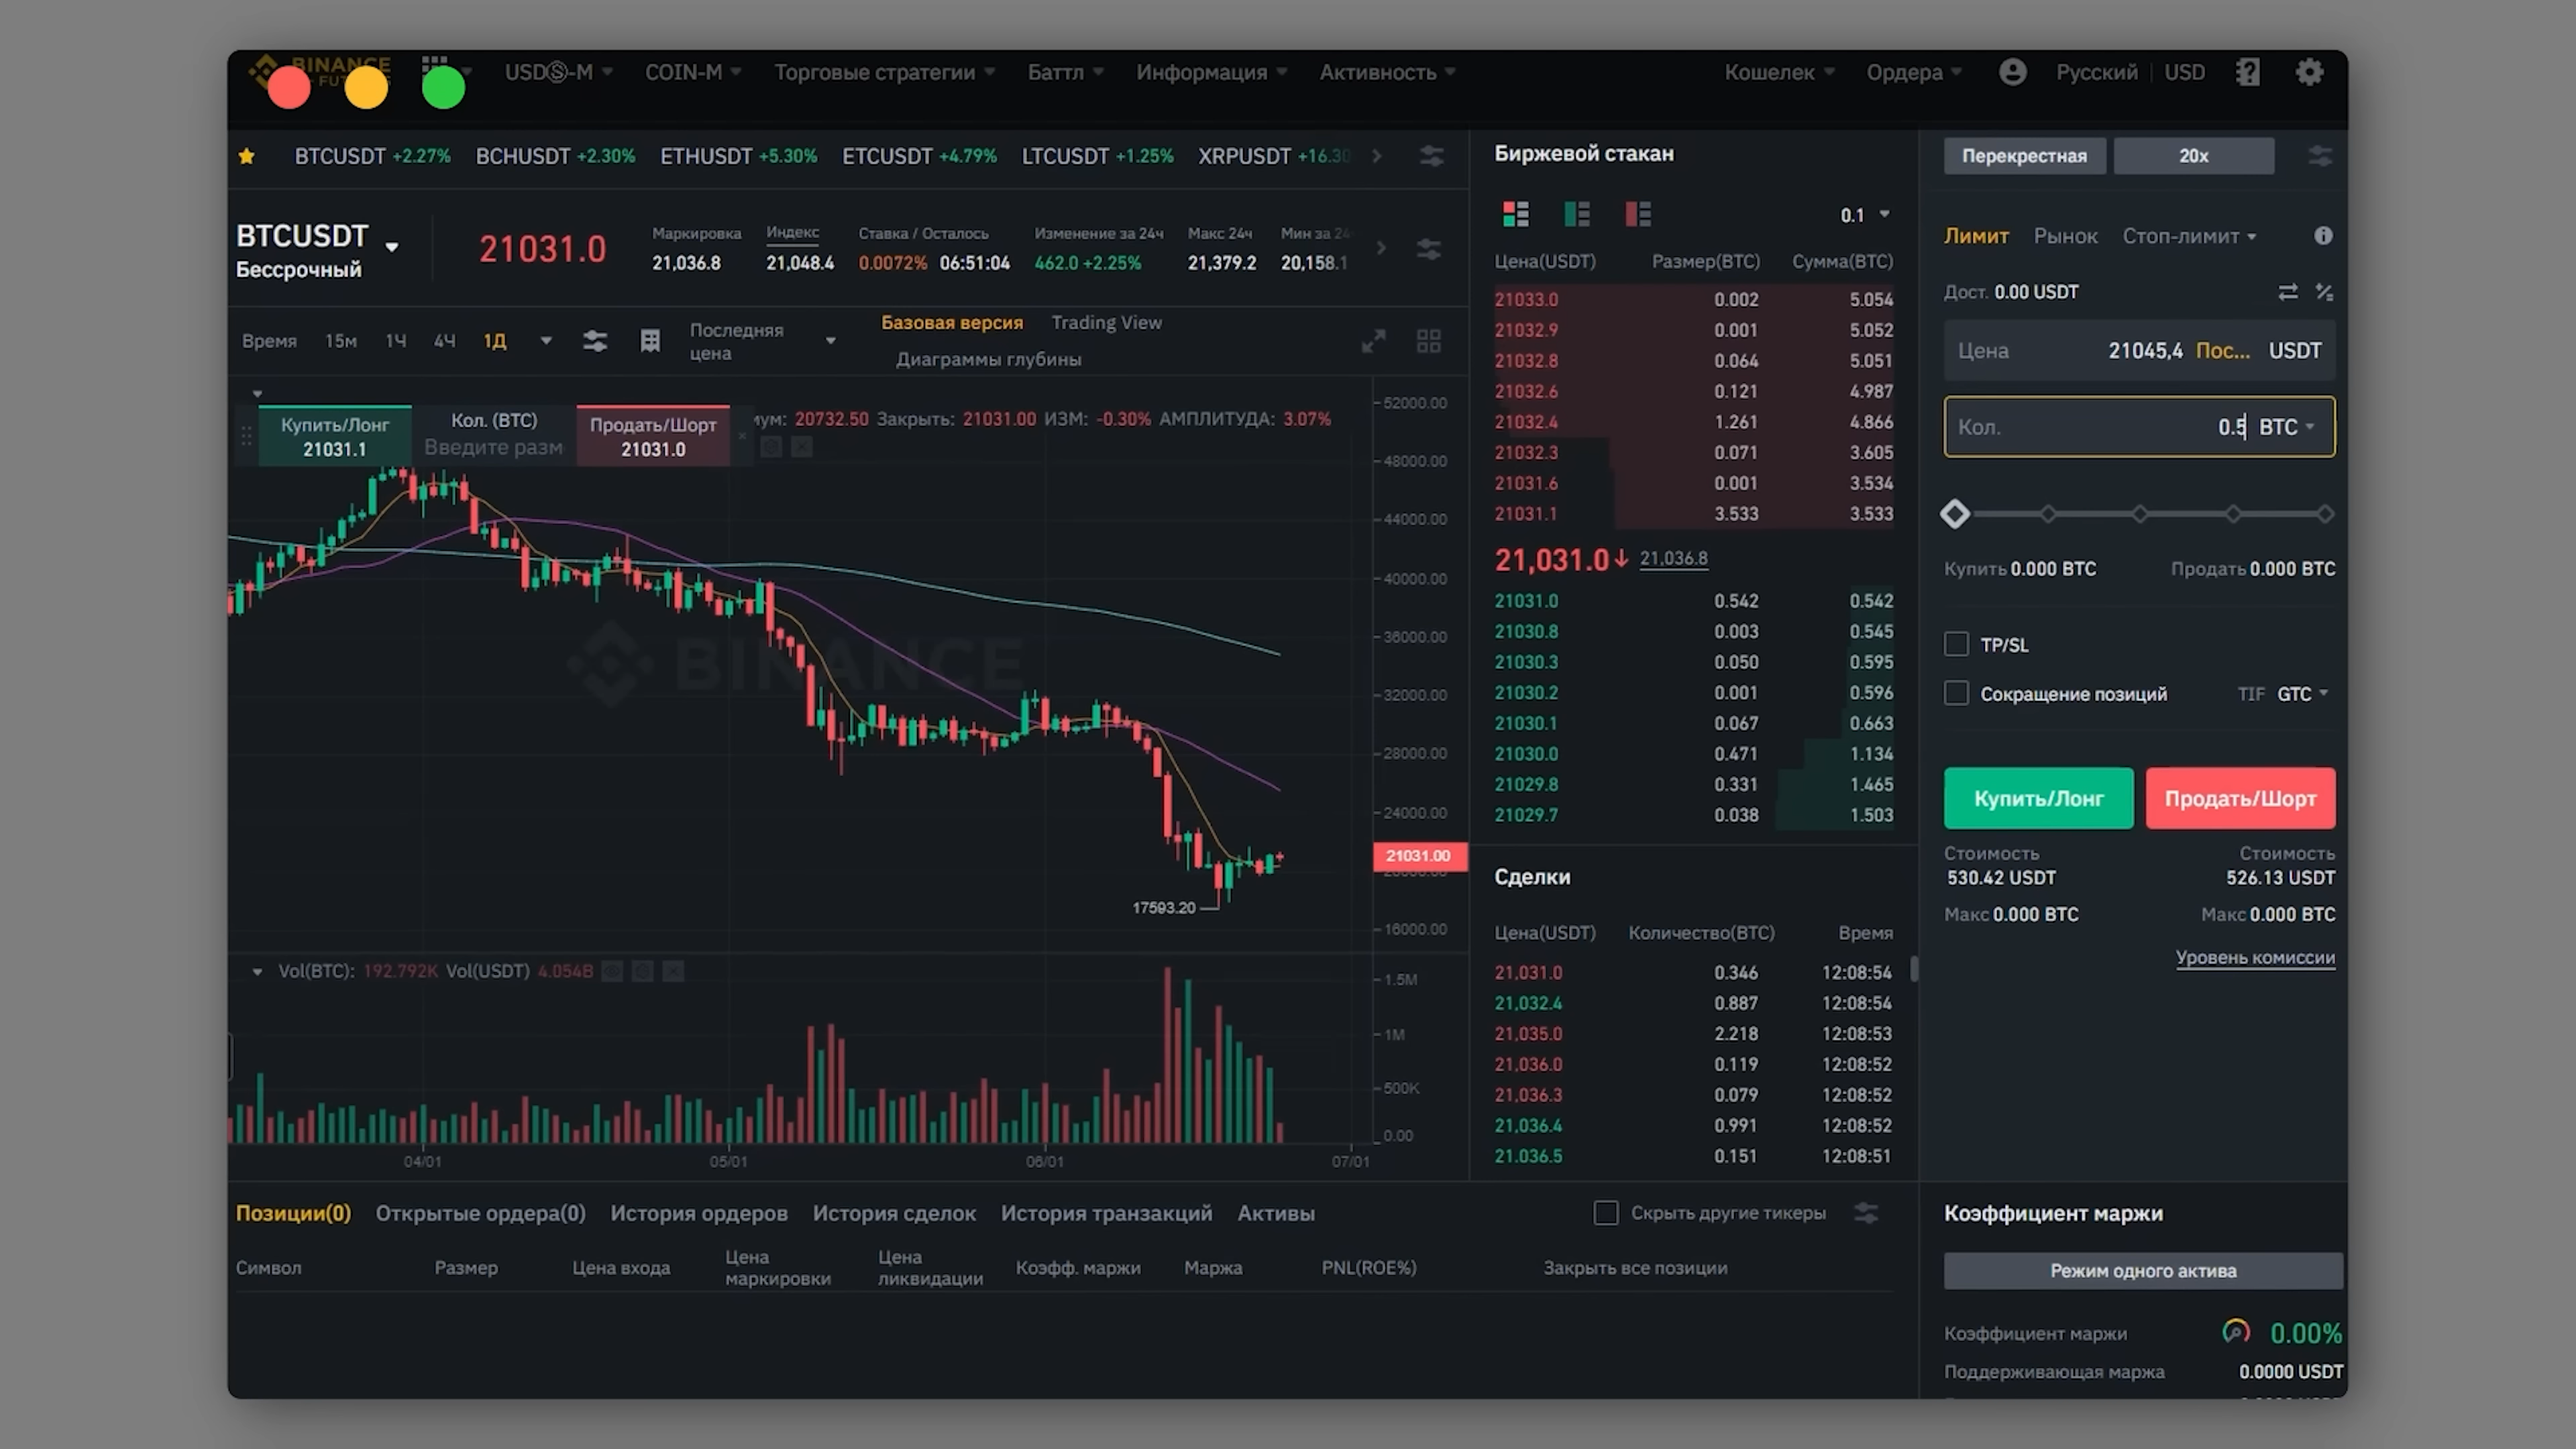 BINANCE
FU
USDⓈ-M COIN-M Торговые стратегии Баттл Информация Активность Кошелек Ордера Русский USD
BTCUSDT +2.27% BCHUSDT +2.30% ETHUSDT +5.30% ETCUSDT +4.79% LTCUSDT +1.25% XRPUSDT +16.30
BTCUSDT
Бессрочный
21031.0
Маркировка Индекс Ставка / Осталось Изменение за 24ч Макс 24ч Мин за 24
21,036.8 21,048.4 0.0072% 06:51:04 462.0 +2.25% 21,379.2 20,158.1
Время 15м 1Ч 4Ч 1Д
Последняя
цена
Базовая версия Trading View
Диаграммы глубины
Купить/Лонг
21031.1
Кол. (BTC)
Введите разм
Продать/Шорт
21031.0
иум: 20732.50 Закрыть: 21031.00 ИЗМ: -0.30% АМПЛИТУДА: 3.07%
52000.00
48000.00
44000.00
40000.00
36000.00
32000.00
28000.00
24000.00
21031.00
16000.00
BINANCE
17593.20
Vol(BTC): 192.792K Vol(USDT) 4.054B
1.5M
1M
500K
0.00
04/01 05/01 06/01 07/01
Биржевой стакан
0.1
Цена(USDT) Размер(BTC) Сумма(BTC)
21033.0 0.002 5.054
21032.9 0.001 5.052
21032.8 0.064 5.051
21032.6 0.121 4.987
21032.4 1.261 4.866
21032.3 0.071 3.605
21031.6 0.001 3.534
21031.1 3.533 3.533
21,031.0 21,036.8
21031.0 0.542 0.542
21030.8 0.003 0.545
21030.3 0.050 0.595
21030.2 0.001 0.596
21030.1 0.067 0.663
21030.0 0.471 1.134
21029.8 0.331 1.465
21029.7 0.038 1.503
Сделки
Цена(USDT) Количество(BTC) Время
21,031.0 0.346 12:08:54
21,032.4 0.887 12:08:54
21,035.0 2.218 12:08:53
21,036.0 0.119 12:08:52
21,036.3 0.079 12:08:52
21,036.4 0.991 12:08:52
21.036.5 0.151 12:08:51
Перекрестная 20x
Лимит Рынок Стоп-лимит
Дост. 0.00 USDT
Цена 21045,4 Пос... USDT
Кол. 0.5 BTC
Купить 0.000 BTC Продать 0.000 BTC
TP/SL
Сокращение позиций TIF GTC
Купить/Лонг Продать/Шорт
Стоимость Стоимость
530.42 USDT 526.13 USDT
Макс 0.000 BTC Макс 0.000 BTC
Уровень комиссии
Позиции(0) Открытые ордера(0) История ордеров История сделок История транзакций Активы Скрыть другие тикеры
Символ Размер Цена входа
Цена
маркировки
Цена
ликвидации
Коэфф. маржи Маржа PNL(ROE%) Закрыть все позиции
Коэффициент маржи
Режим одного актива
Коэффициент маржи 0.00%
Поддерживающая маржа 0.0000 USDT